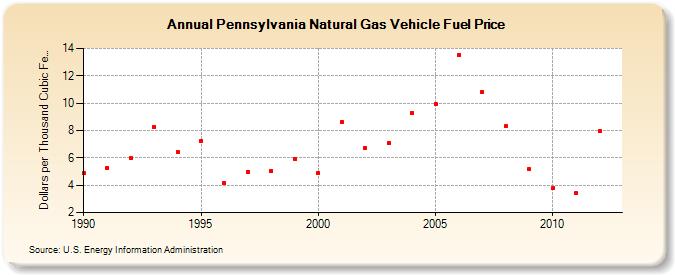 Annual Pennsylvania Natural Gas Vehicle Fuel Price
Dollars per Thousand Cubic Fe...
14
12
10
8
6
4
2
1990 1995 2000 2005 2010
Source: U.S. Energy Information Administration